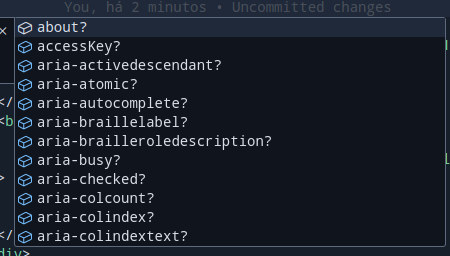 You, há 2 minutos • Uncommitted changes
about?
accessKey?
aria-activedescendant?
aria-atomic?
</
aria-autocomplete?
<b
aria-braillelabel?
aria-brailleroledescription?
aria-busy?
>
aria-checked?
aria-colcount?
aria-colindex?
</
aria-colindextext?
div>